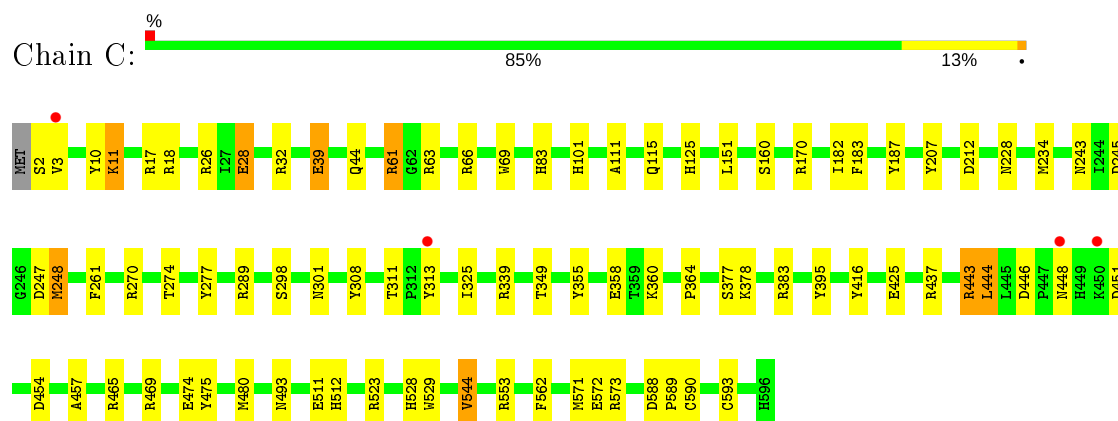 %
Chain C:
85% 13% •
MET S2 V3 Y10 K11 R17 R18 R26 I27 E28 R32 E39 Q44 R61 G62 R63 R66 W69 H83 H101 A111 Q115 H125 L151 S160 R170 I182 F183 Y187 Y207 D212 N228 M234 N243 I244 D245
G246 D247 M248 F261 R270 T274 Y277 R289 S298 N301 Y308 T311 P312 Y313 I325 R339 T349 Y355 E358 T359 K360 P364 S377 K378 R383 Y395 Y416 E425 R437 R443 L444 L445 D446 P447 N448 H449 K450 D451
D454 A457 R465 R469 E474 Y475 M480 N493 E511 H512 R523 H528 W529 V544 R553 F562 M571 E572 R573 D588 P589 C590 C593 H596